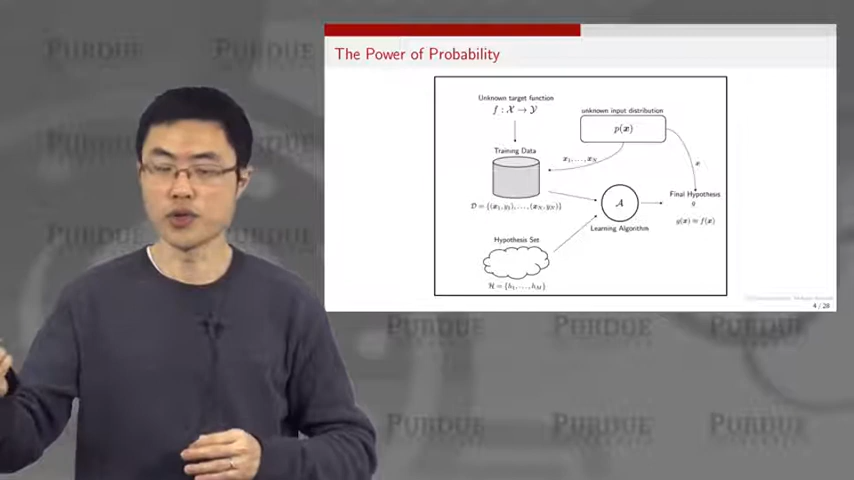 The Power of Probability
Unknown target function
f : X → Y
unknown input distribution
p(x)
Training Data
x₁, . . . , x_N
x
D = {(x₁, y₁), . . . , (x_N, y_N)}
A
Learning Algorithm
Final Hypothesis
g
g(x) ≈ f(x)
Hypothesis Set
H = {h₁, . . . , h_M}
4 / 28
PURDUE
PURDUE
PURDUE
PURDUE
PURDUE
PURDUE
PURDUE
PURDUE